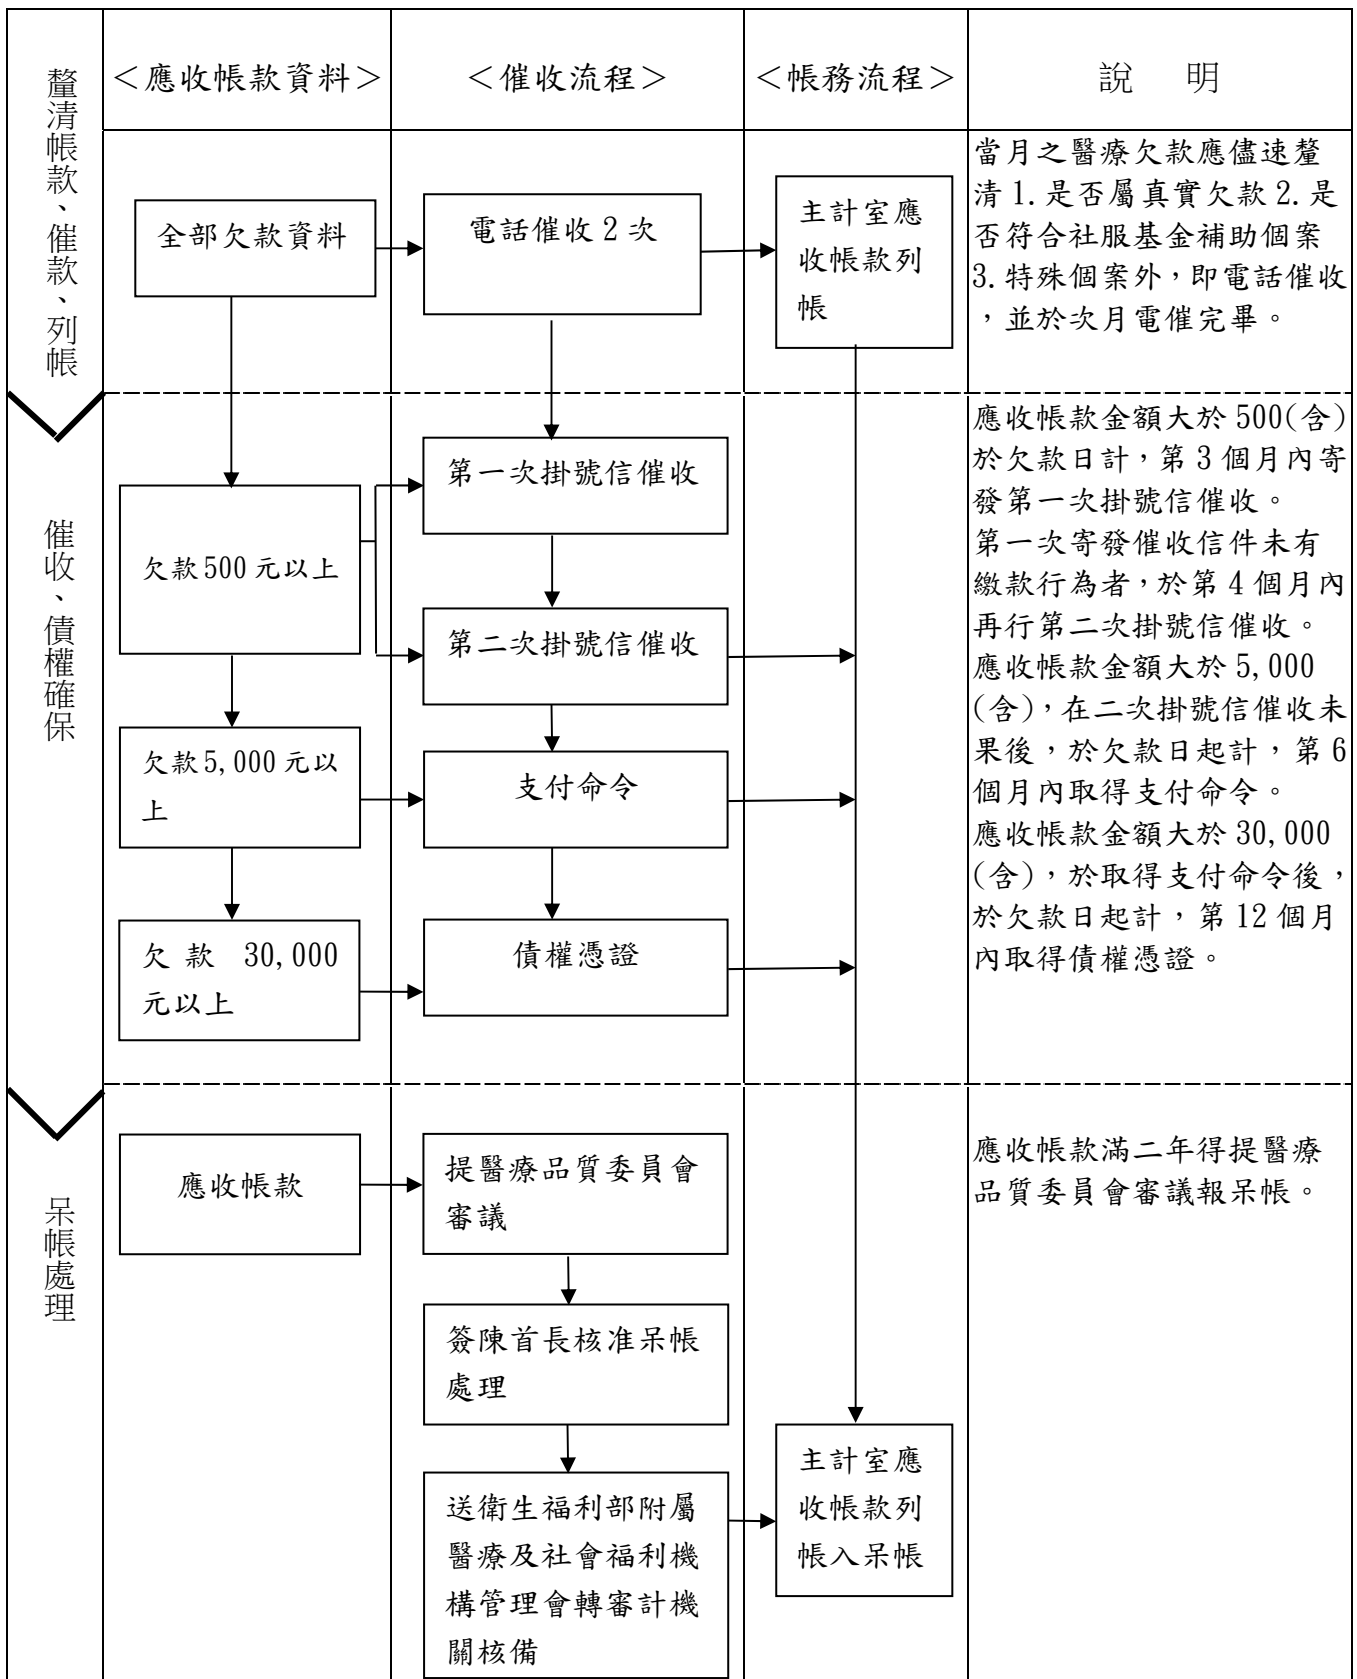 釐清帳款、催款、列帳
<應收帳款資料>
<催收流程>
<帳務流程>
說 明
全部欠款資料
電話催收 2 次
主計室應
收帳款列
帳
當月之醫療欠款應儘速釐
清 1.是否屬真實欠款 2.是
否符合社服基金補助個案
3.特殊個案外,即電話催收
,並於次月電催完畢。
催收、債權確保
欠款 500 元以上
第一次掛號信催收
第二次掛號信催收
欠款 5,000 元以
上
支付命令
欠 款 30,000
元以上
債權憑證
應收帳款金額大於 500(含)
於欠款日計,第 3 個月內寄
發第一次掛號信催收。
第一次寄發催收信件未有
繳款行為者,於第 4 個月內
再行第二次掛號信催收。
應收帳款金額大於 5,000
(含),在二次掛號信催收未
果後,於欠款日起計,第 6
個月內取得支付命令。
應收帳款金額大於 30,000
(含),於取得支付命令後,
於欠款日起計,第 12 個月
內取得債權憑證。
呆帳處理
應收帳款
提醫療品質委員會
審議
簽陳首長核准呆帳
處理
送衛生福利部附屬
醫療及社會福利機
構管理會轉審計機
關核備
主計室應
收帳款列
帳入呆帳
應收帳款滿二年得提醫療
品質委員會審議報呆帳。